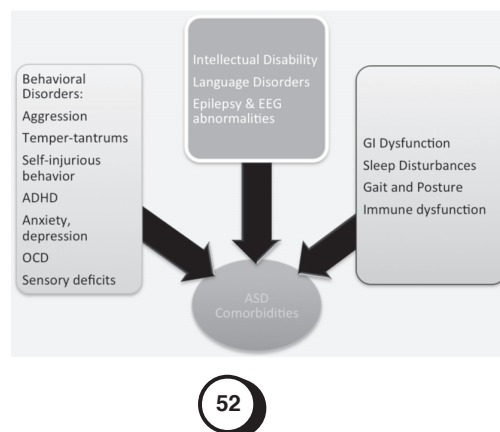 Behavioral
Disorders:
Aggression
Temper-tantrums
Self-injurious
behavior
ADHD
Anxiety,
depression
OCD
Sensory deficits
Intellectual Disability
Language Disorders
Epilepsy & EEG
abnormalities
GI Dysfunction
Sleep Disturbances
Gait and Posture
Immune dysfunction
ASD
Comorbidities
52